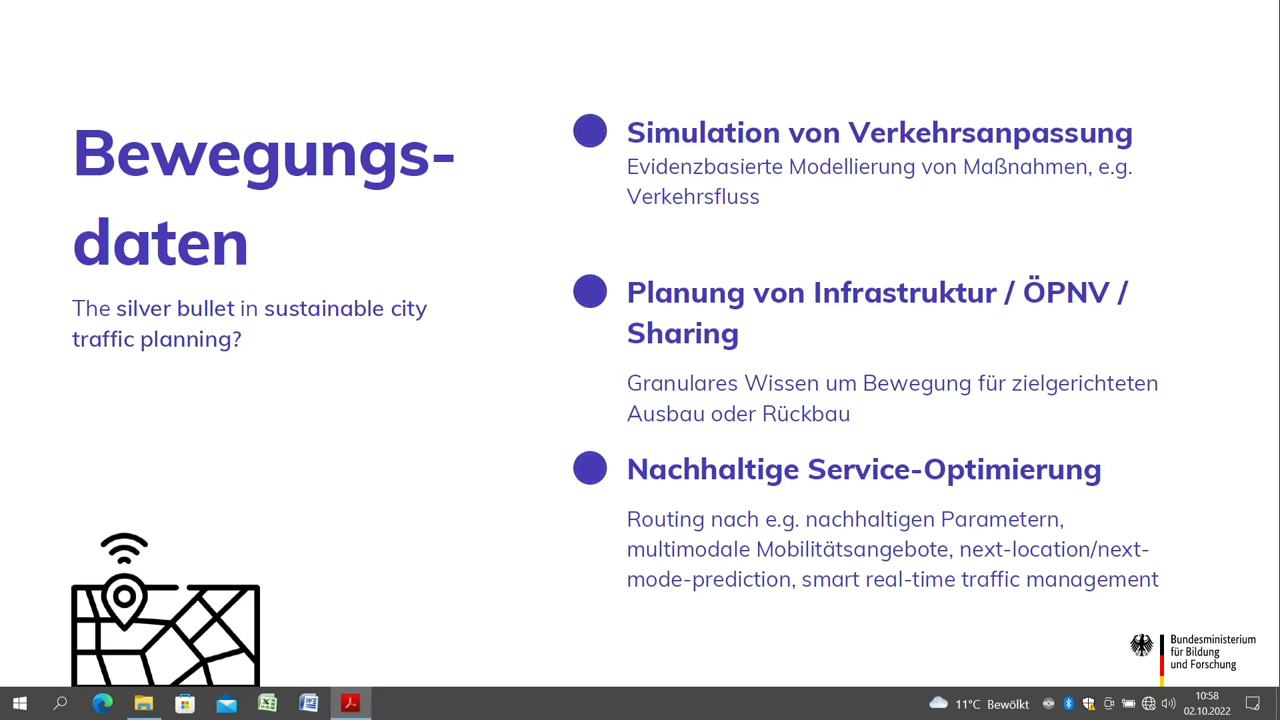 Bewegungs-
daten
The silver bullet in sustainable city
traffic planning?
Simulation von Verkehrsanpassung
Evidenzbasierte Modellierung von Maßnahmen, e.g.
Verkehrsfluss
Planung von Infrastruktur / ÖPNV /
Sharing
Granulares Wissen um Bewegung für zielgerichteten
Ausbau oder Rückbau
Nachhaltige Service-Optimierung
Routing nach e.g. nachhaltigen Parametern,
multimodale Mobilitätsangebote, next-location/next-
mode-prediction, smart real-time traffic management
Bundesministerium
für Bildung
und Forschung
11°C Bewölkt
10:58
02.10.2022